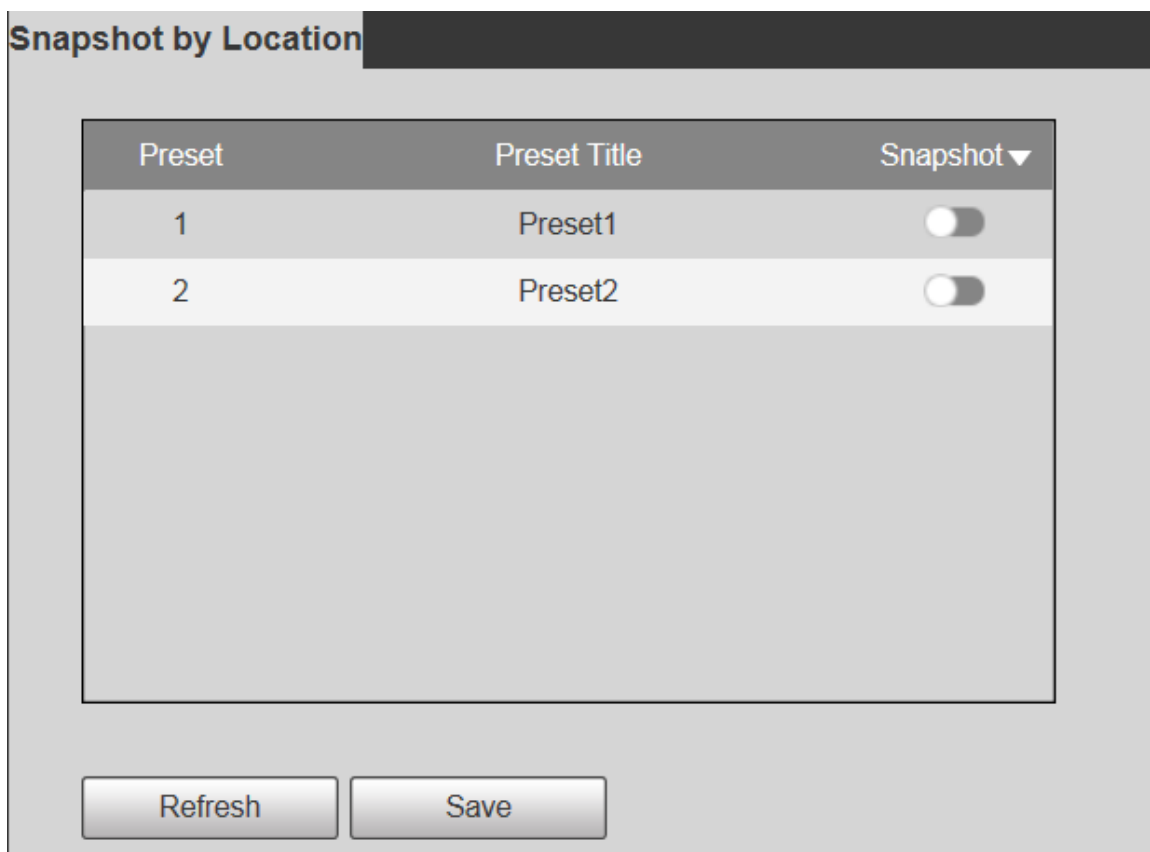 Snapshot by Location
Preset Preset Title Snapshot
1 Preset1
2 Preset2
Refresh Save